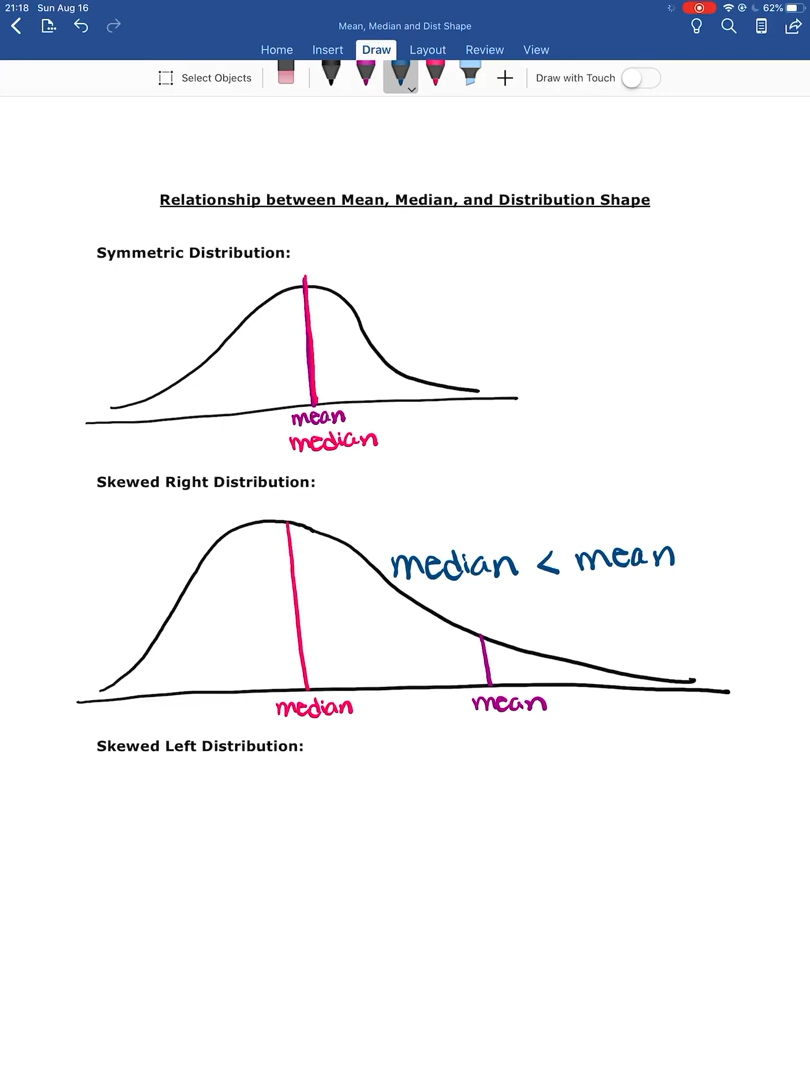 21:18 Sun Aug 16
62%
Mean, Median and Dist Shape
Home Insert Draw Layout Review View
Select Objects
Draw with Touch
Relationship between Mean, Median, and Distribution Shape
Symmetric Distribution:
mean
median
Skewed Right Distribution:
median < mean
median
mean
Skewed Left Distribution: